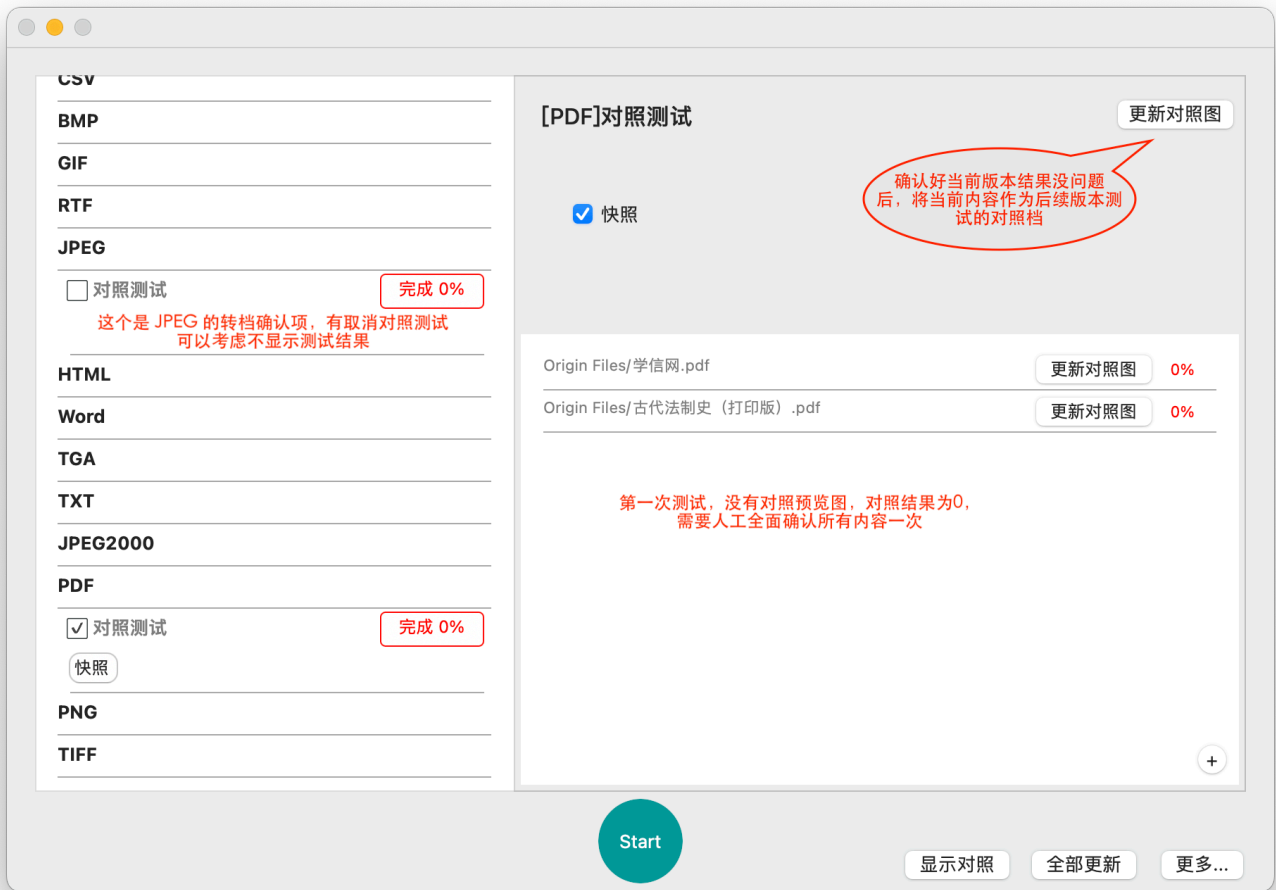 CSV
BMP
GIF
RTF
JPEG
对照测试
完成 0%
这个是 JPEG 的转档确认项，有取消对照测试
可以考虑不显示测试结果
HTML
Word
TGA
TXT
JPEG2000
PDF
对照测试
完成 0%
快照
PNG
TIFF
[PDF]对照测试
更新对照图
确认好当前版本结果没问题
后，将当前内容作为后续版本测
试的对照档
快照
Origin Files/学信网.pdf
更新对照图
0%
Origin Files/古代法制史（打印版）.pdf
更新对照图
0%
第一次测试，没有对照预览图，对照结果为0，
需要人工全面确认所有内容一次
+
Start
显示对照
全部更新
更多...